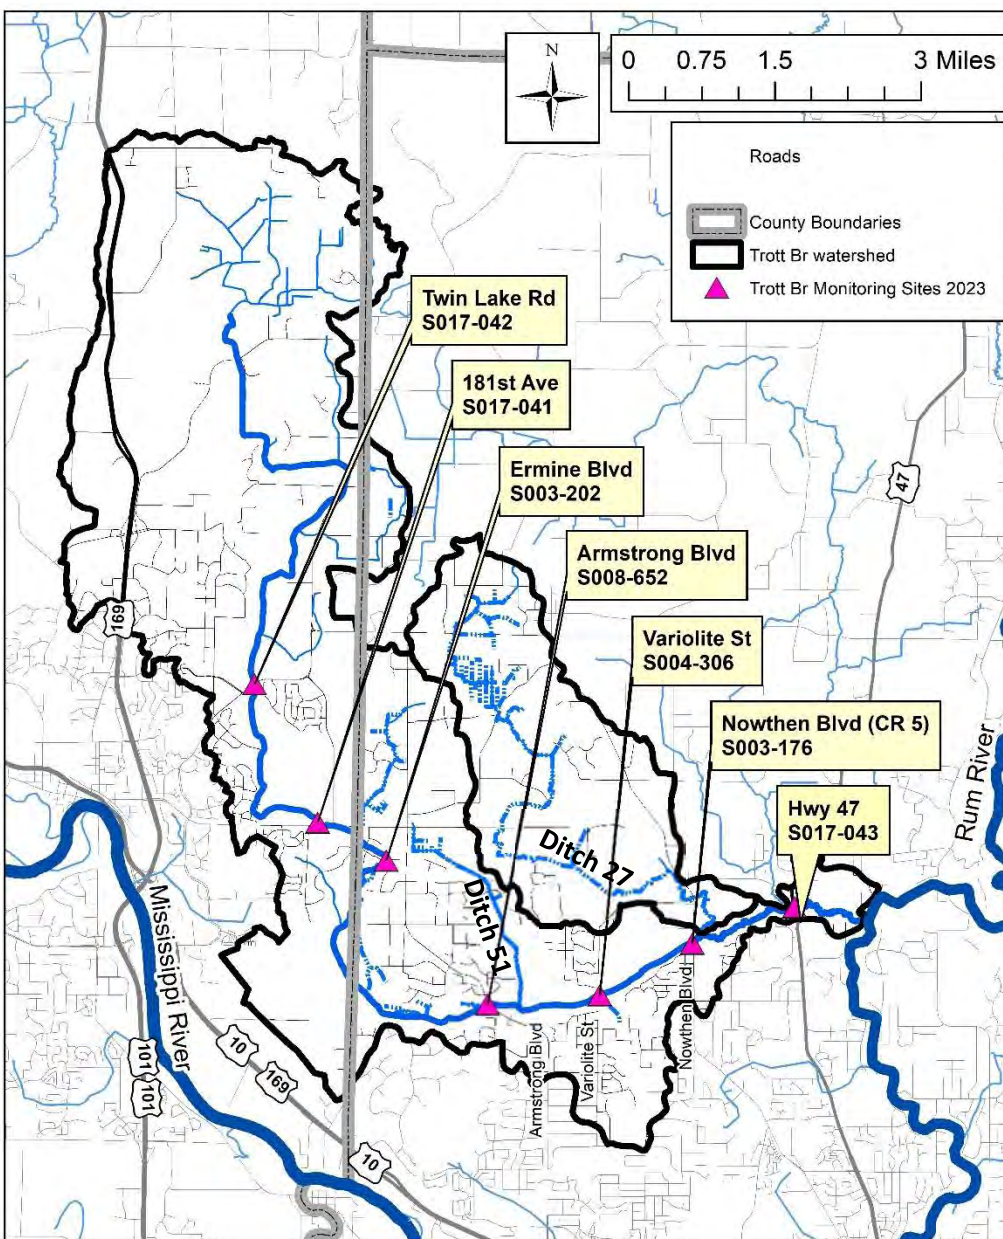 N
0 0.75 1.5 3 Miles
Roads
County Boundaries
Trott Br watershed
Trott Br Monitoring Sites 2023
Twin Lake Rd
S017-042
181st Ave
S017-041
Ermine Blvd
S003-202
47
Armstrong Blvd
S008-652
169
Variolite St
S004-306
Nowthen Blvd (CR 5)
S003-176
Rum River
Hwy 47
S017-043
Ditch 27
Ditch 51
Mississippi River
Nowthen Blvd
Variolite St
Armstrong Blvd
101
101
10
169
10